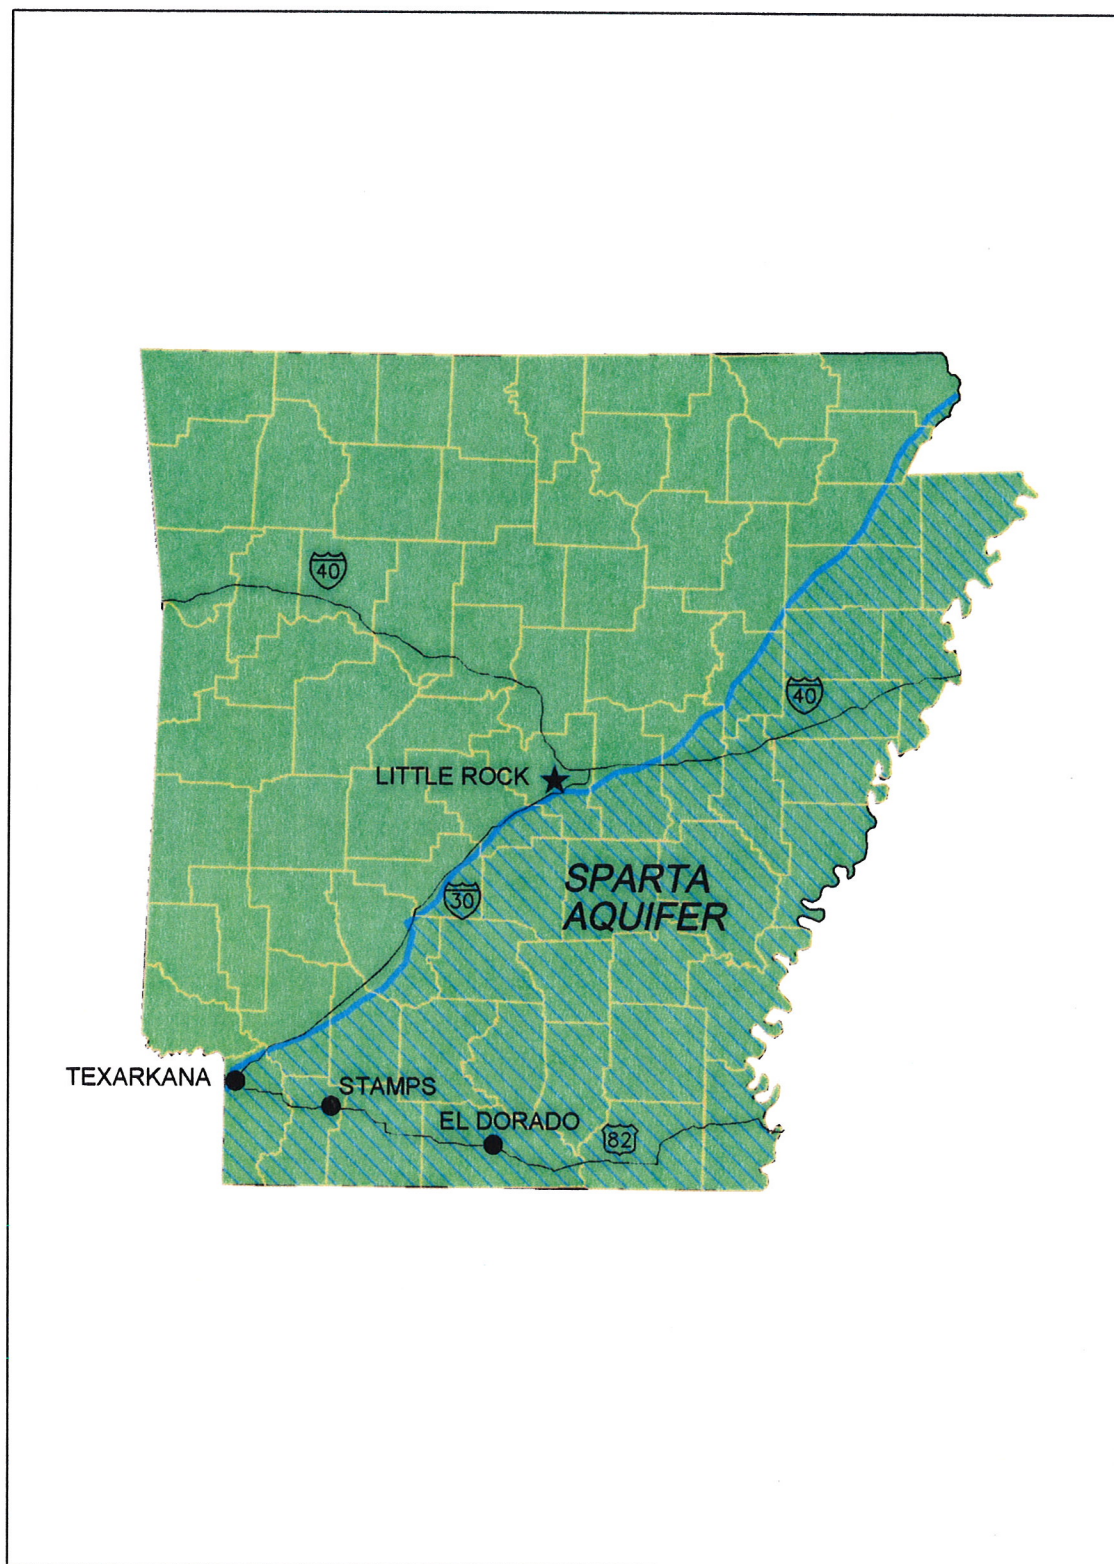 40
40
LITTLE ROCK
SPARTA
AQUIFER
30
TEXARKANA
STAMPS
EL DORADO
82